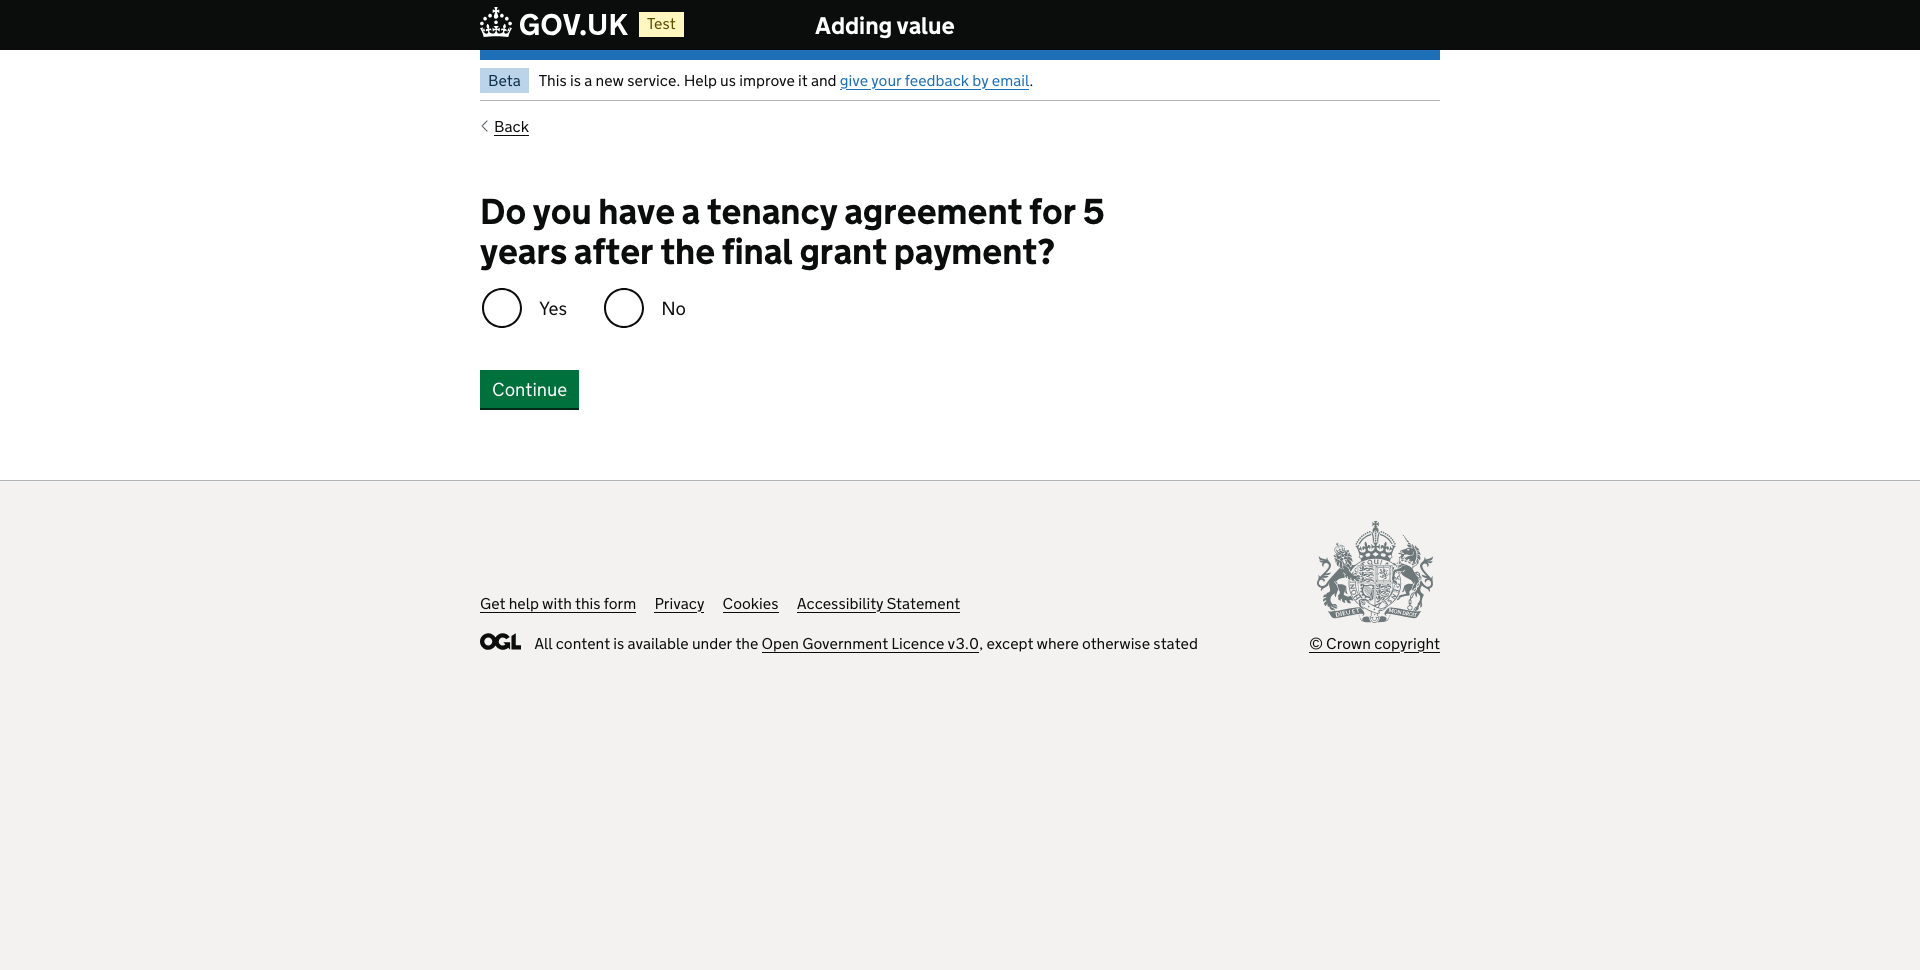 GOV.UK Test Adding value
Beta This is a new service. Help us improve it and give your feedback by email.
Back
Do you have a tenancy agreement for 5
years after the final grant payment?
Yes No
Continue
Get help with this form Privacy Cookies Accessibility Statement
OGL All content is available under the Open Government Licence v3.0, except where otherwise stated
© Crown copyright